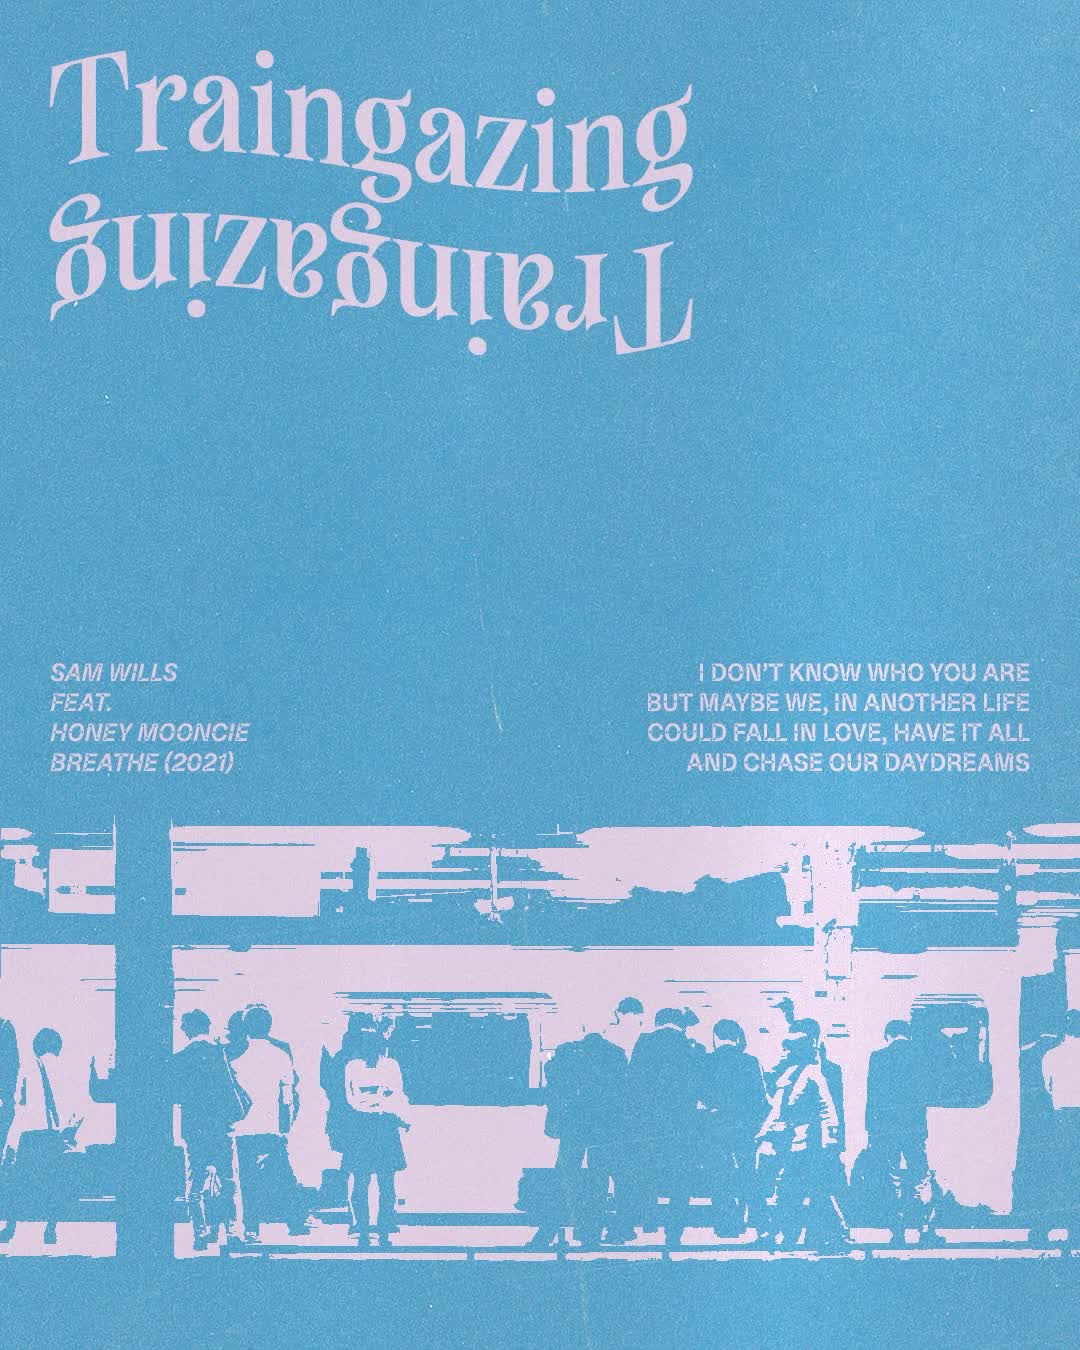 Traingazing
Traingazing
SAM WILLS
FEAT.
HONEY MOONCIE
BREATHE (2021)
I DON’T KNOW WHO YOU ARE
BUT MAYBE WE, IN ANOTHER LIFE
COULD FALL IN LOVE, HAVE IT ALL
AND CHASE OUR DAYDREAMS